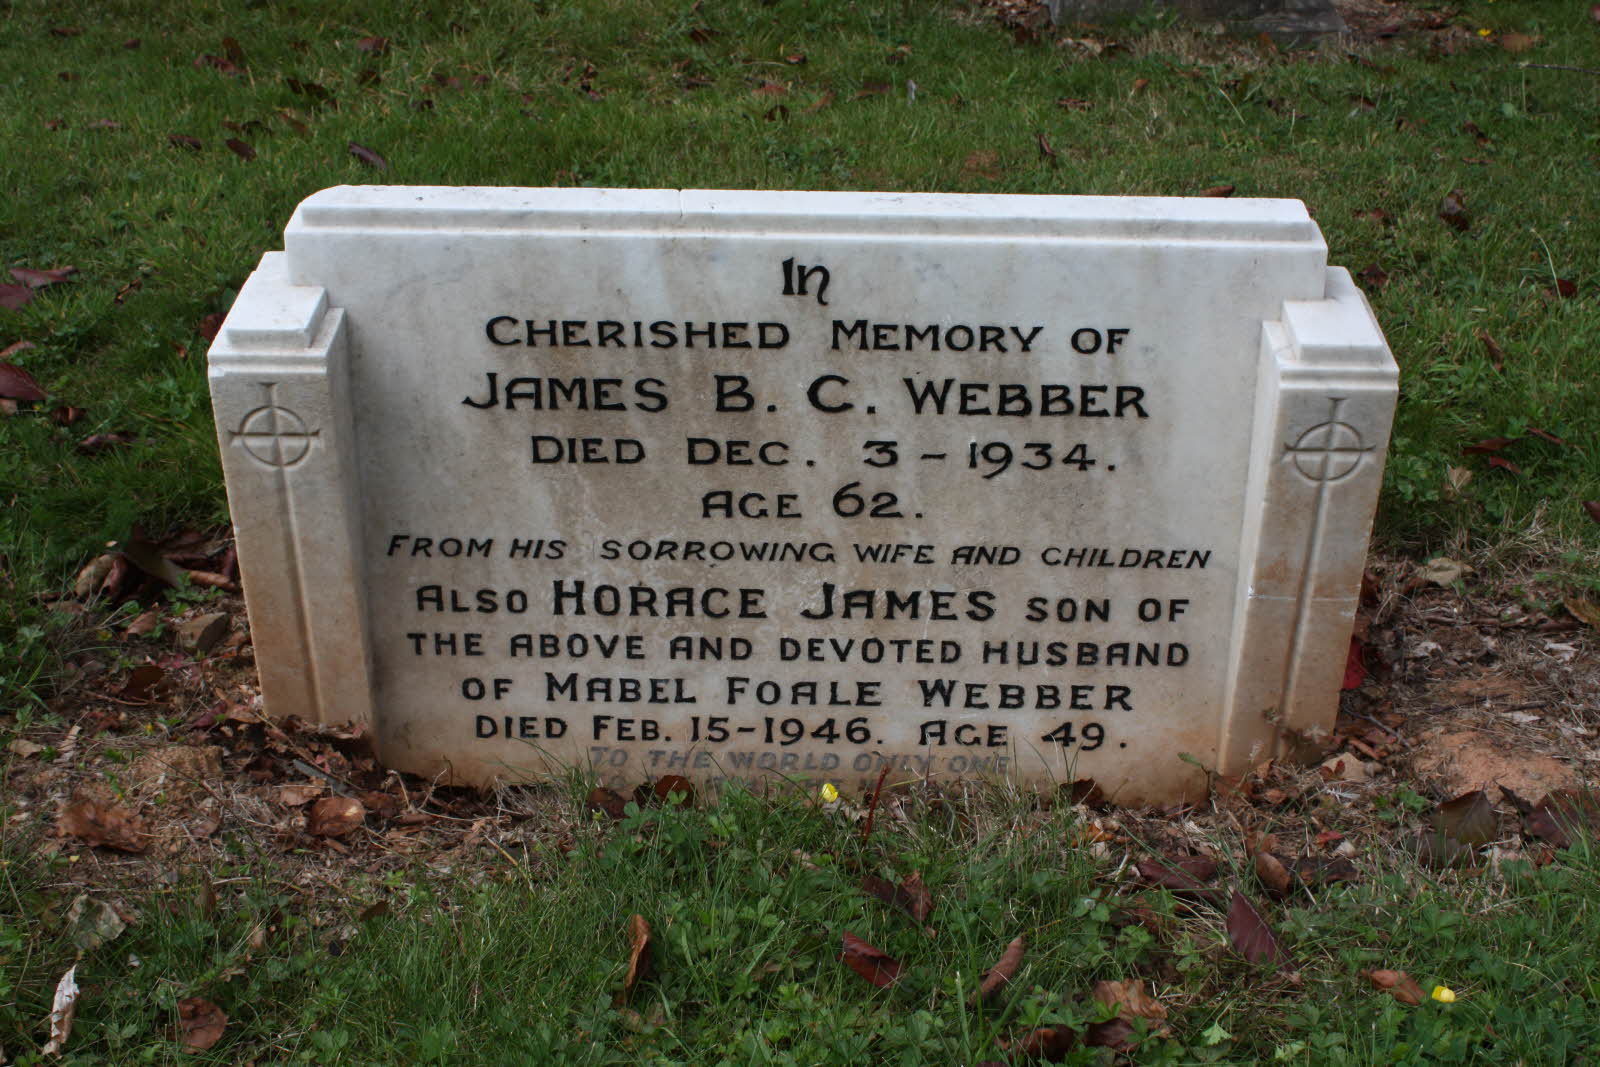 In
CHERISHED MEMORY OF
JAMES B. C. WEBBER
DIED DEC. 3-1934.
AGE 62.
FROM HIS SORROWING WIFE AND CHILDREN
ALSO HORACE JAMES SON OF
THE ABOVE AND DEVOTED HUSBAND
OF MABEL FOALE WEBBER
DIED FEB. 15-1946. AGE 49.
TO THE WORLD ONLY ONE